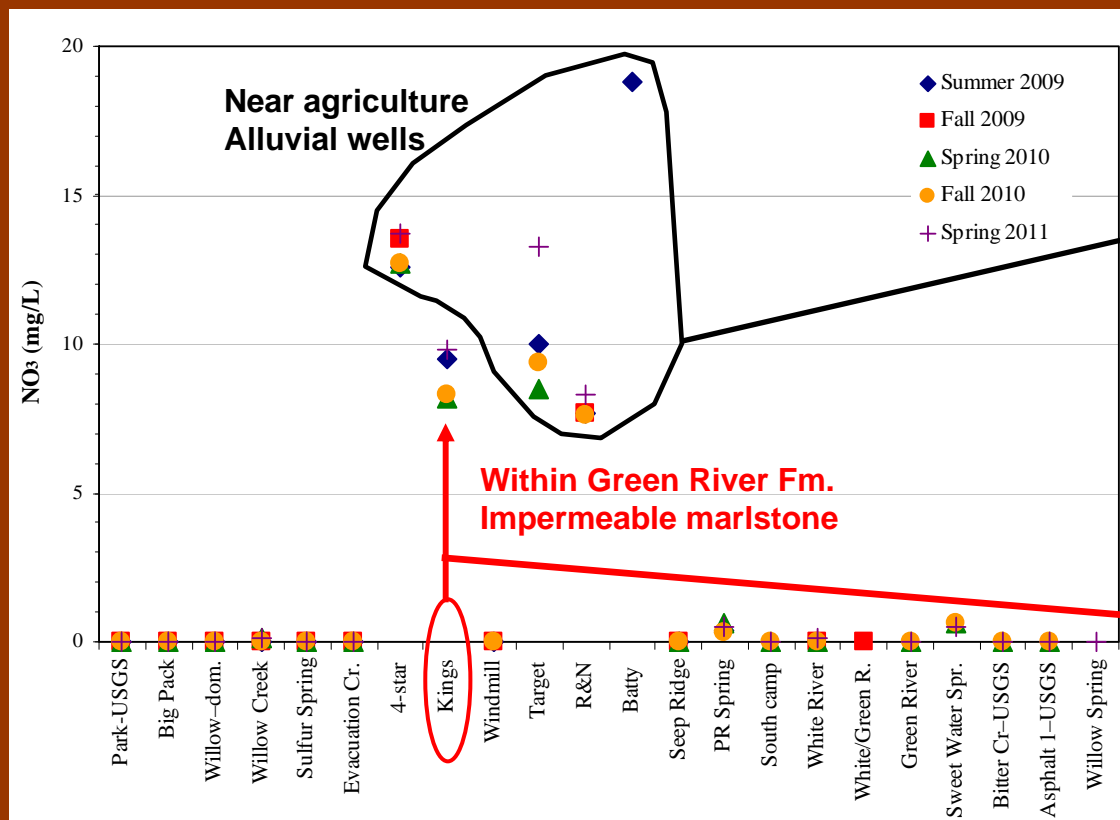 20
15
10
5
0
NO3 (mg/L)
Near agriculture
Alluvial wells
Summer 2009
Fall 2009
Spring 2010
Fall 2010
Spring 2011
Within Green River Fm.
Impermeable marlstone
Park-USGS
Big Pack
Willow–dom.
Willow Creek
Sulfur Spring
Evacuation Cr.
4-star
Kings
Windmill
Target
R&N
Batty
Seep Ridge
PR Spring
South camp
White River
White/Green R.
Green River
Sweet Water Spr.
Bitter Cr–USGS
Asphalt 1–USGS
Willow Spring